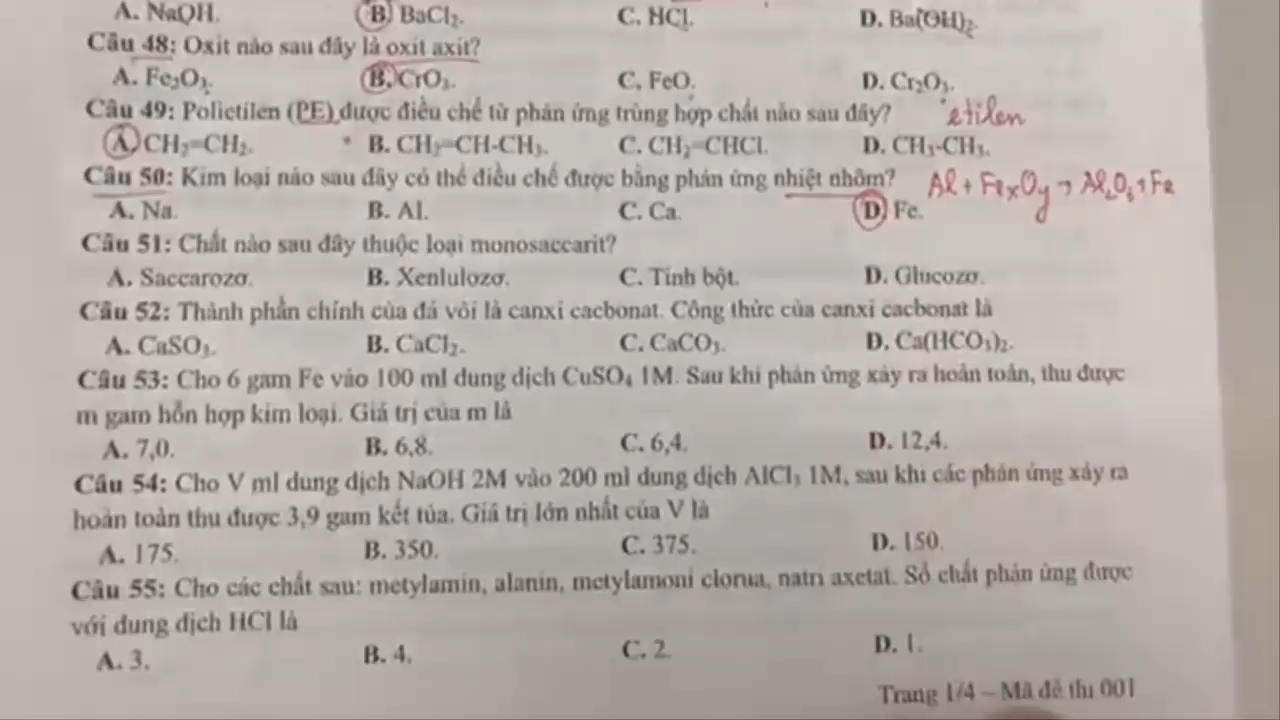 A. NaOH. B. BaCl₂. C. HCl. D. Ba(OH)₂.
Câu 48: Oxit nào sau đây là oxit axit?
A. Fe₂O₃. B. CrO₃. C. FeO. D. Cr₂O₃.
Câu 49: Polietilen (PE) được điều chế từ phản ứng trùng hợp chất nào sau đây? etilen
A. CH₂=CH₂. B. CH₂=CH-CH₃. C. CH₂=CHCl. D. CH₃-CH₃.
Câu 50: Kim loại nào sau đây có thể điều chế được bằng phản ứng nhiệt nhôm? Al + FexOy → Al₂O₃ + Fe
A. Na. B. Al. C. Ca. D. Fe.
Câu 51: Chất nào sau đây thuộc loại monosaccarit?
A. Saccarozơ. B. Xenlulozơ. C. Tinh bột. D. Glucozơ.
Câu 52: Thành phần chính của đá vôi là canxi cacbonat. Công thức của canxi cacbonat là
A. CaSO₃. B. CaCl₂. C. CaCO₃. D. Ca(HCO₃)₂.
Câu 53: Cho 6 gam Fe vào 100 ml dung dịch CuSO₄ 1M. Sau khi phản ứng xảy ra hoàn toàn, thu được
m gam hỗn hợp kim loại. Giá trị của m là
A. 7,0. B. 6,8. C. 6,4. D. 12,4.
Câu 54: Cho V ml dung dịch NaOH 2M vào 200 ml dung dịch AlCl₃ 1M, sau khi các phản ứng xảy ra
hoàn toàn thu được 3,9 gam kết tủa. Giá trị lớn nhất của V là
A. 175. B. 350. C. 375. D. 150.
Câu 55: Cho các chất sau: metylamin, alanin, metylamoni clorua, natri axetat. Số chất phản ứng được
với dung dịch HCl là
A. 3. B. 4. C. 2. D. 1.
Trang 1/4 – Mã đề thi 001